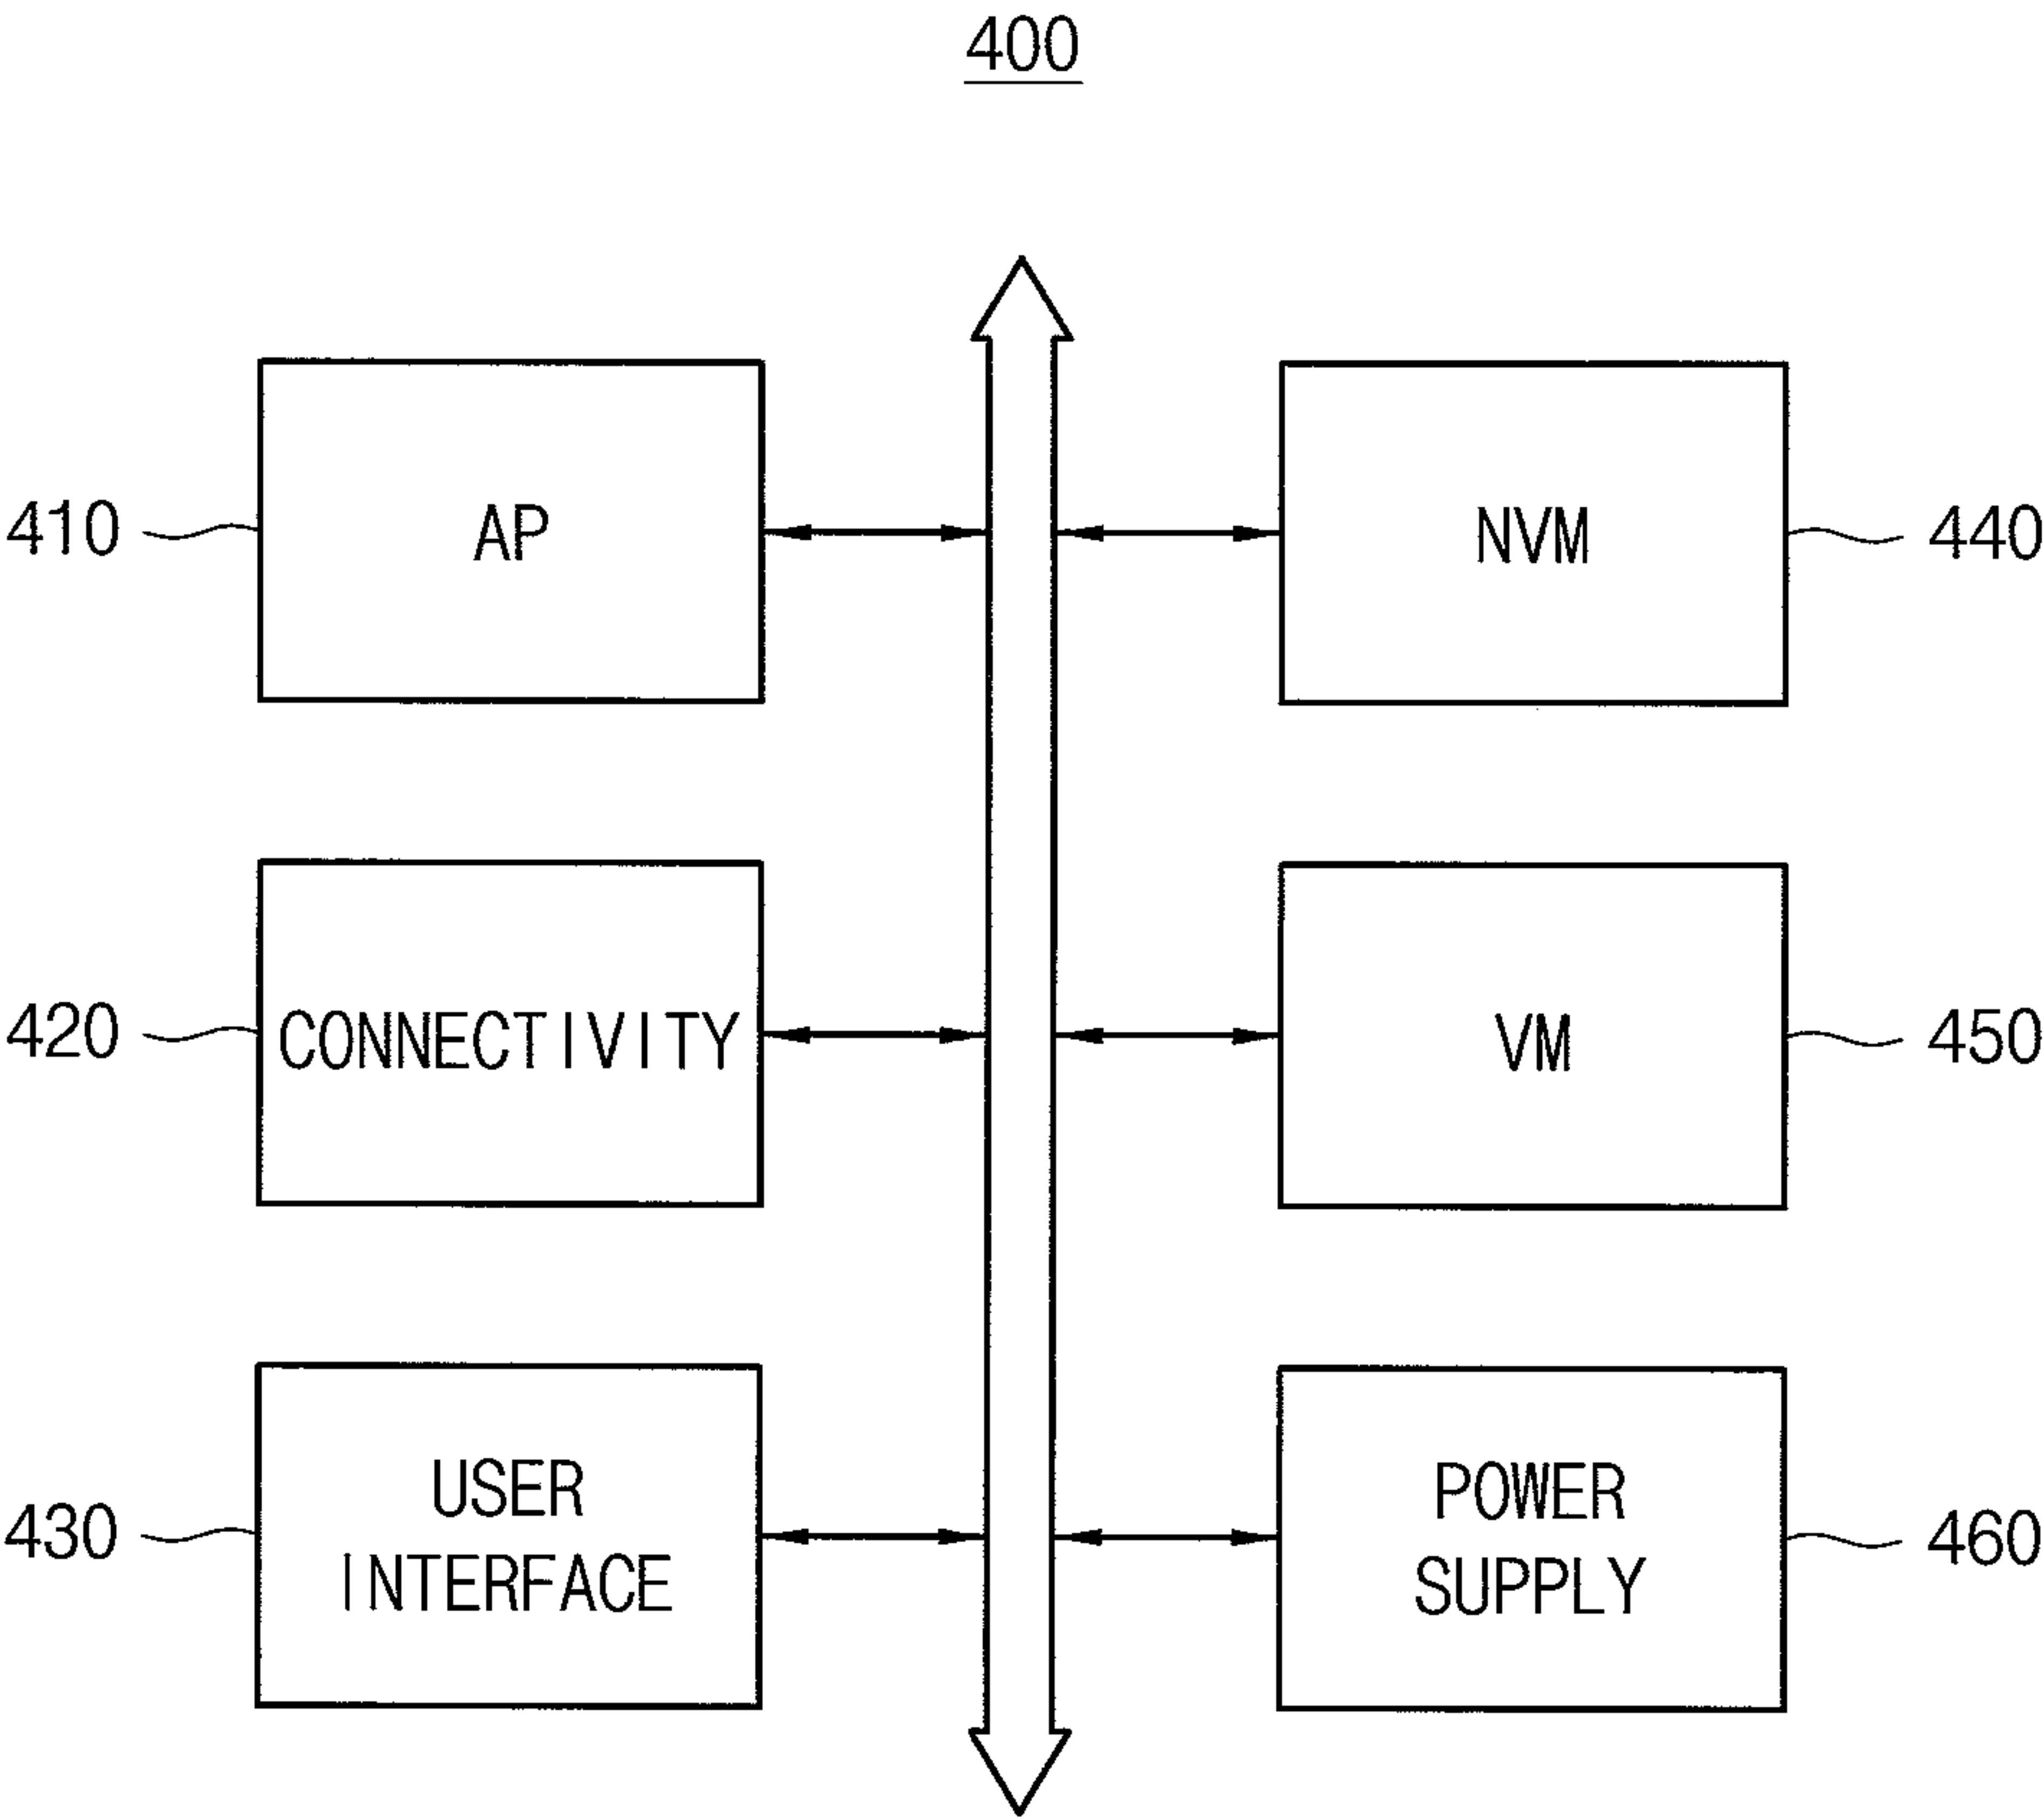 400
410
AP
NVM
440
420
CONNECTIVITY
VM
450
430
USER
INTERFACE
POWER
SUPPLY
460